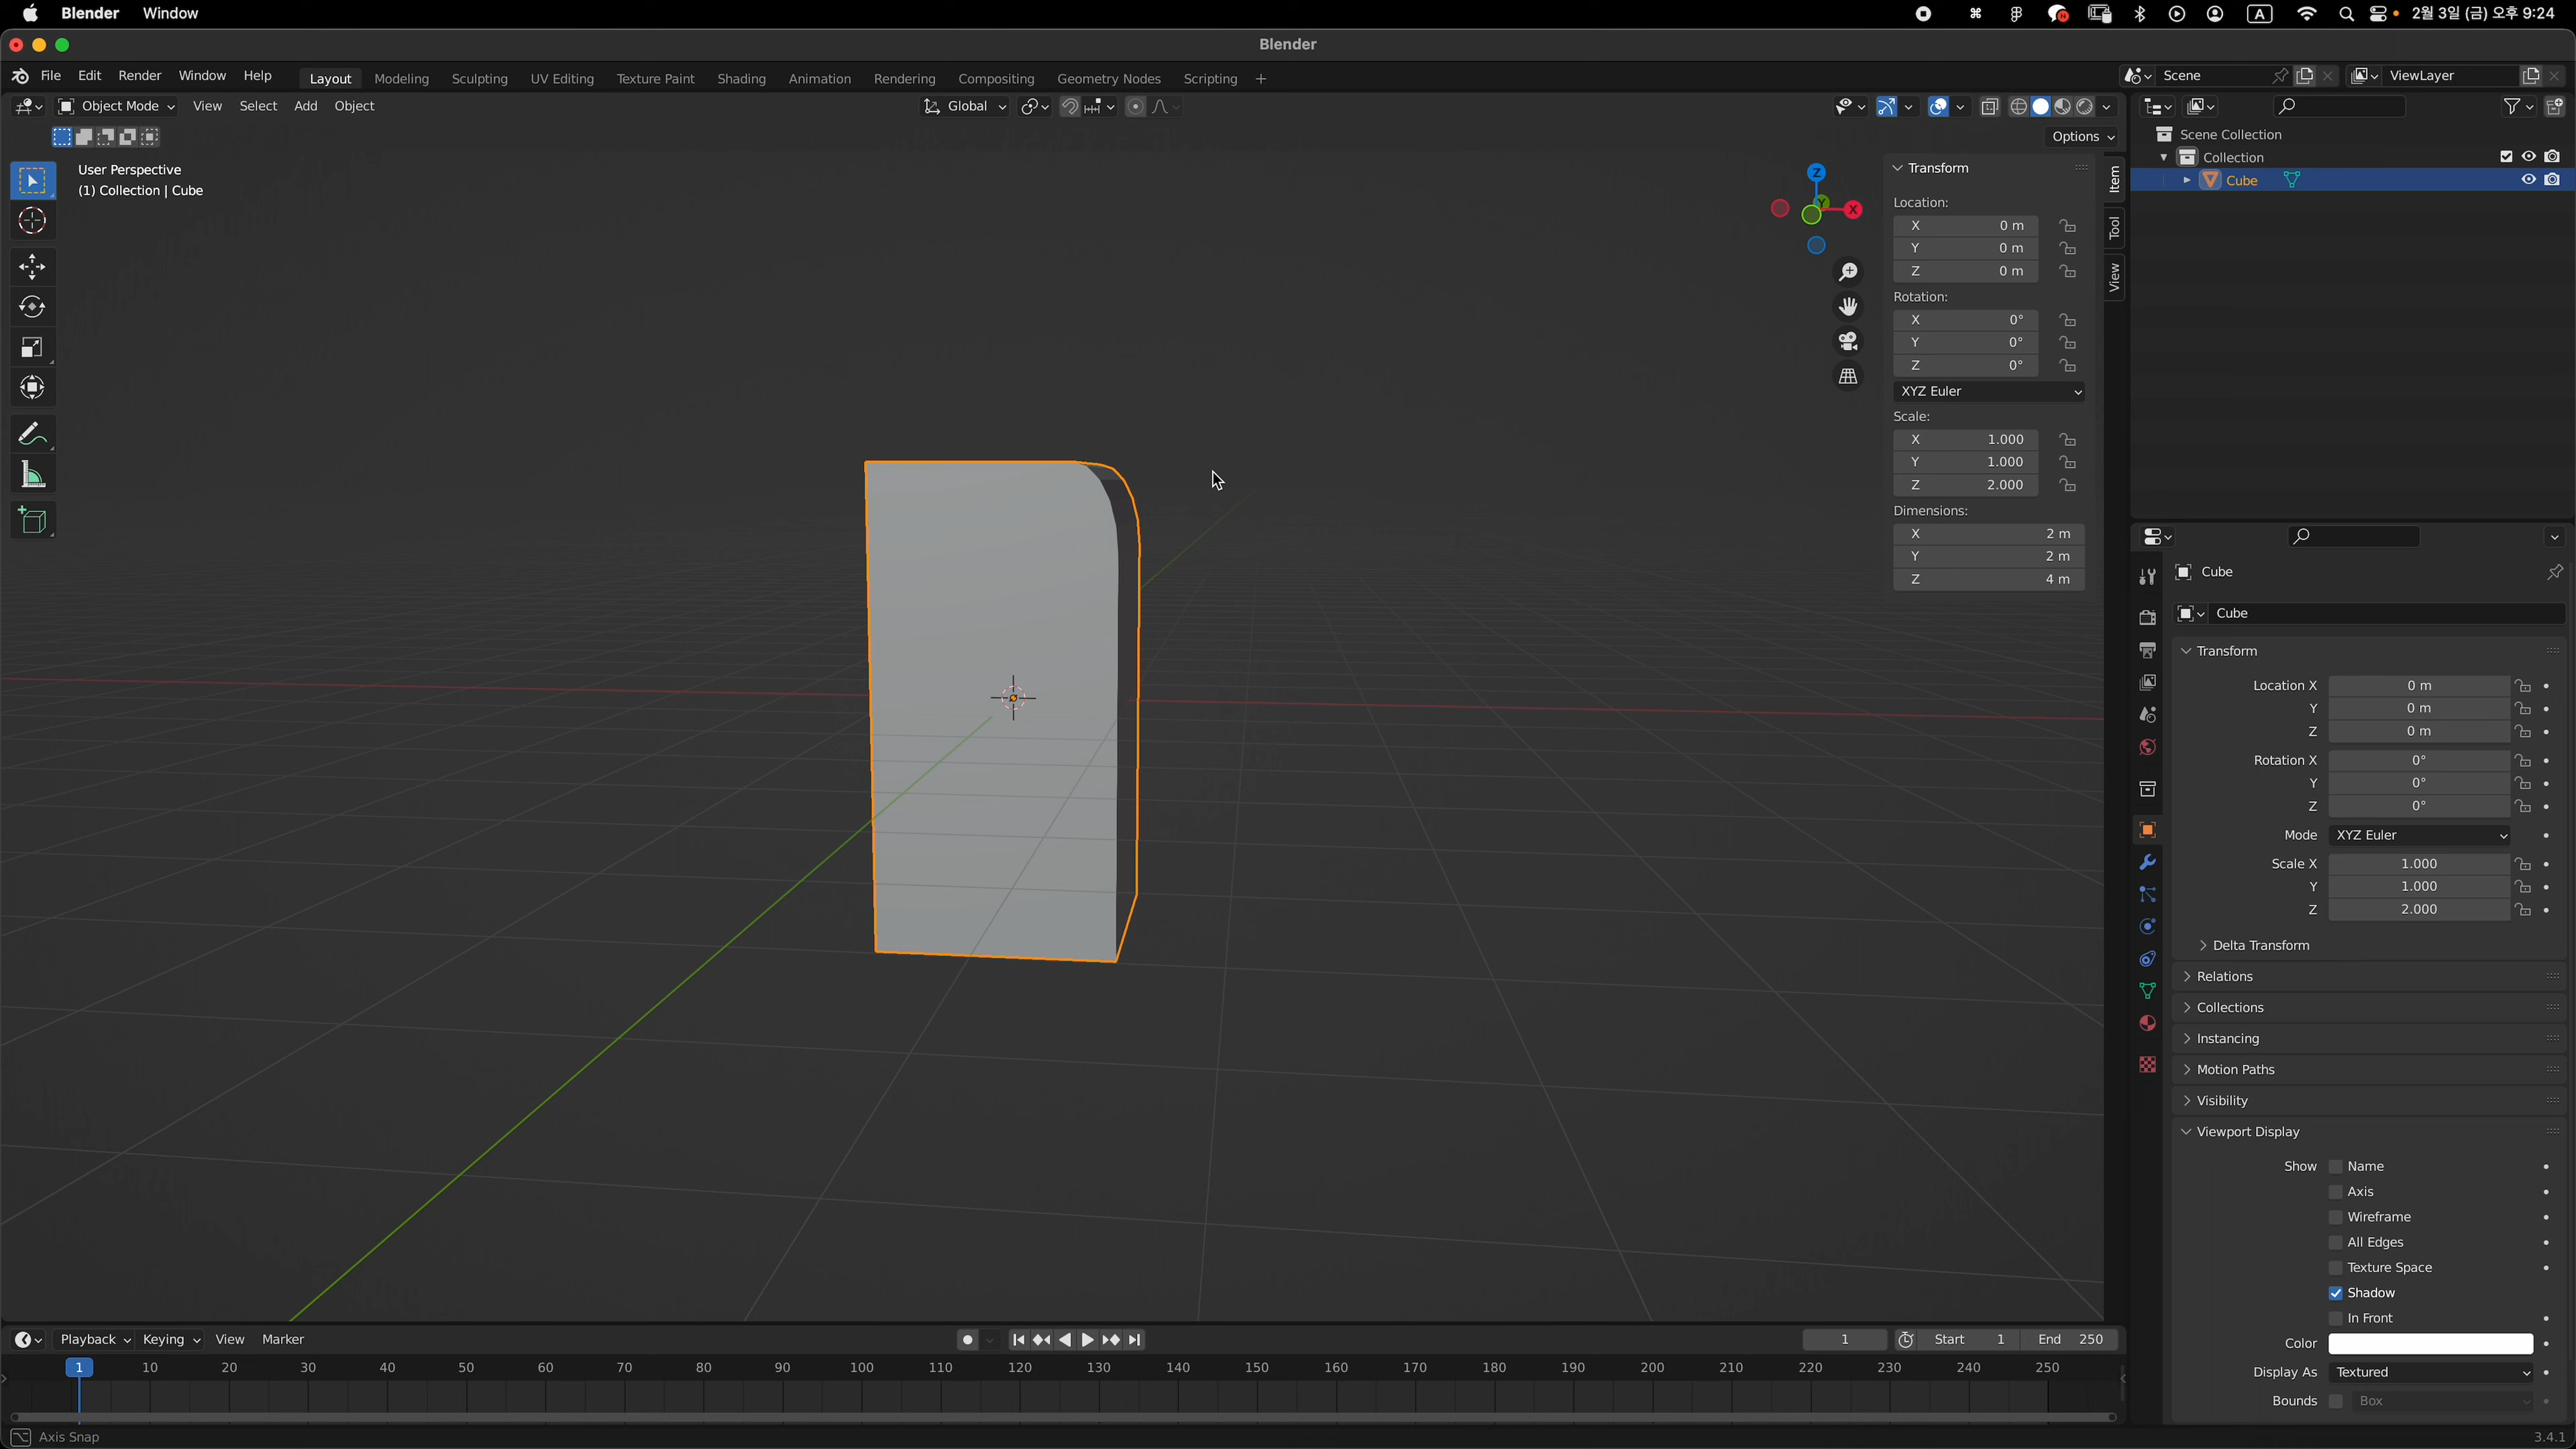 Blender Window A 2월 3일 (금) 오후 9:24
Blender
File Edit Render Window Help Layout Modeling Sculpting UV Editing Texture Paint Shading Animation Rendering Compositing Geometry Nodes Scripting + Scene ViewLayer
Object Mode View Select Add Object Global
Options
User Perspective
(1) Collection | Cube
Z
Y
X
Transform
Location:
X 0 m
Y 0 m
Z 0 m
Rotation:
X 0°
Y 0°
Z 0°
XYZ Euler
Scale:
X 1.000
Y 1.000
Z 2.000
Dimensions:
X 2 m
Y 2 m
Z 4 m
Item
Tool
View
Scene Collection
Collection
Cube
Cube
Cube
Transform
Location X 0 m
Y 0 m
Z 0 m
Rotation X 0°
Y 0°
Z 0°
Mode XYZ Euler
Scale X 1.000
Y 1.000
Z 2.000
Delta Transform
Relations
Collections
Instancing
Motion Paths
Visibility
Viewport Display
Show Name
Axis
Wireframe
All Edges
Texture Space
Shadow
In Front
Color
Display As Textured
Bounds Box
Playback Keying View Marker 1 Start 1 End 250
1 10 20 30 40 50 60 70 80 90 100 110 120 130 140 150 160 170 180 190 200 210 220 230 240 250
Axis Snap 3.4.1